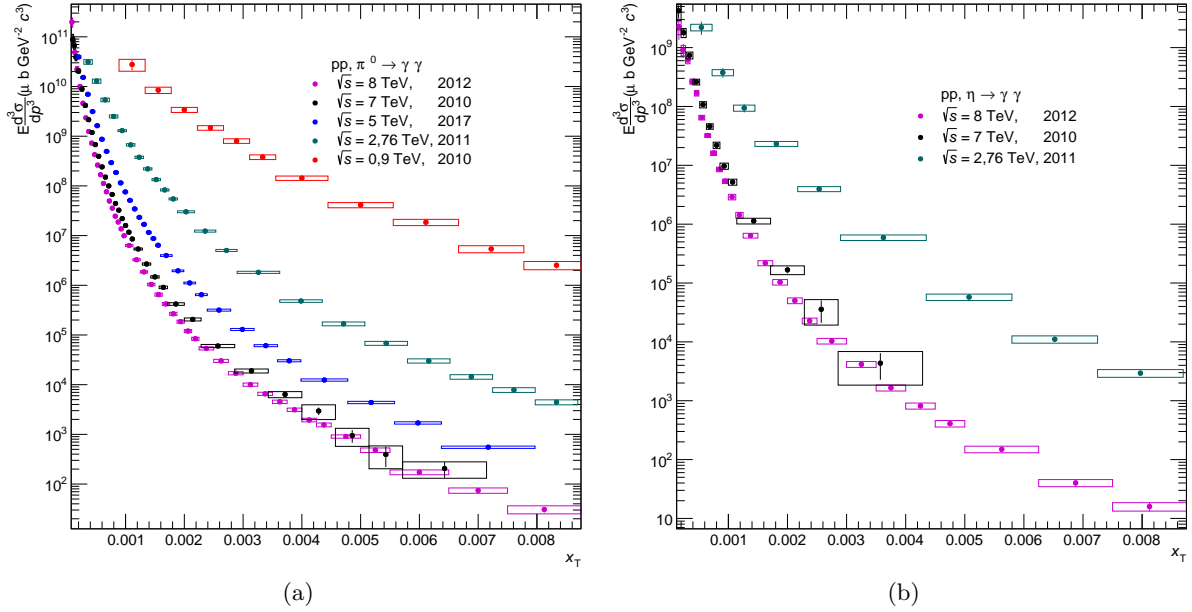 E d³σ/dp³ (μ b GeV⁻² c³)
10¹¹
10¹⁰
10⁹
10⁸
10⁷
10⁶
10⁵
10⁴
10³
10²
pp, π⁰ → γ γ
√s = 8 TeV, 2012
√s = 7 TeV, 2010
√s = 5 TeV, 2017
√s = 2,76 TeV, 2011
√s = 0,9 TeV, 2010
0.001 0.002 0.003 0.004 0.005 0.006 0.007 0.008
x_T
(a)
E d³σ/dp³ (μ b GeV⁻² c³)
10⁹
10⁸
10⁷
10⁶
10⁵
10⁴
10³
10²
10
pp, η → γ γ
√s = 8 TeV, 2012
√s = 7 TeV, 2010
√s = 2,76 TeV, 2011
0.001 0.002 0.003 0.004 0.005 0.006 0.007 0.008
x_T
(b)